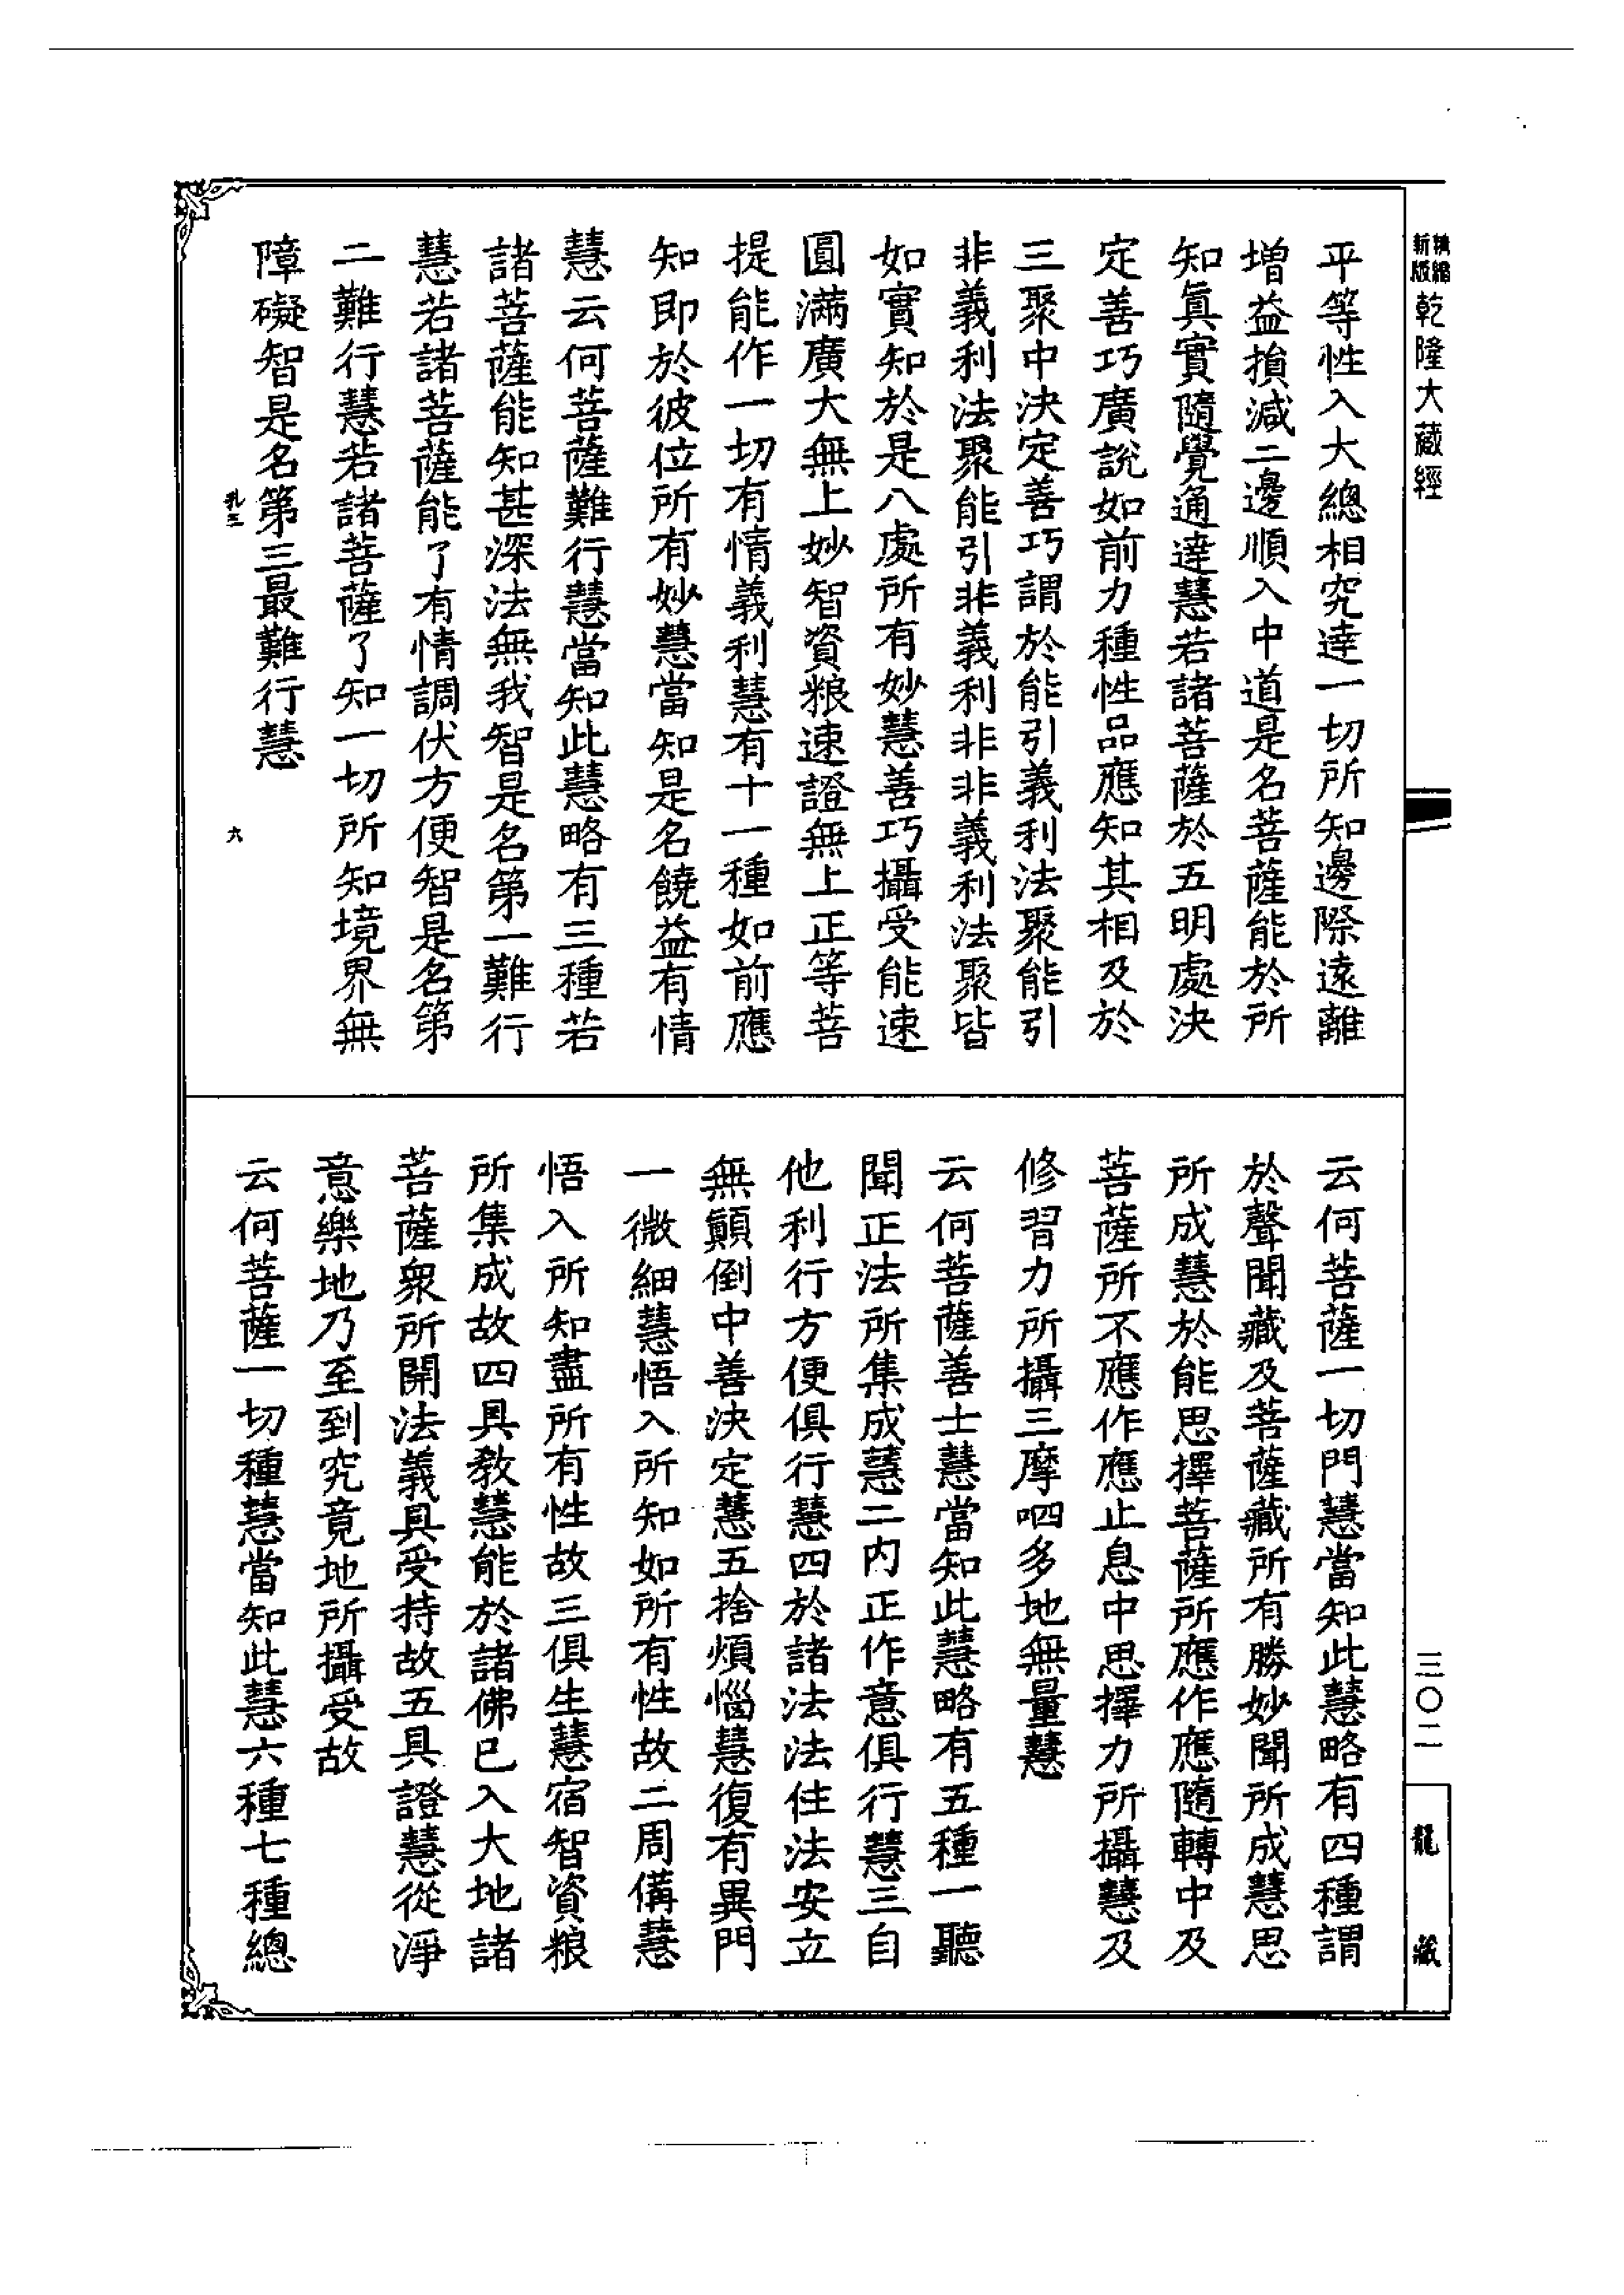 精縮新版乾隆大藏經
三〇二
龍藏
平等性入大總相究達一切所知邊際遠離
增益損減二邊順入中道是名菩薩能於所
知眞實隨覺通達慧若諸菩薩於五明處決
定善巧廣說如前力種性品應知其相及於
三聚中決定善巧謂於能引義利法聚能引
非義利法聚能引非義利非非義利法聚皆
如實知於是八處所有妙慧善巧攝受能速
圓滿廣大無上妙智資粮速證無上正等菩
提能作一切有情義利慧有十一種如前應
知即於彼位所有妙慧當知是名饒益有情
慧云何菩薩難行慧當知此慧略有三種若
諸菩薩能知甚深法無我智是名第一難行
慧若諸菩薩能了有情調伏方便智是名第
二難行慧若諸菩薩了知一切所知境界無
障礙智是名第三最難行慧
六
云何菩薩一切門慧當知此慧略有四種謂
於聲聞藏及菩薩藏所有勝妙聞所成慧思
所成慧於能思擇菩薩所應作應隨轉中及
菩薩所不應作應止息中思擇力所攝慧及
修習力所攝三摩呬多地無量慧
云何菩薩善士慧當知此慧略有五種一聽
聞正法所集成慧二内正作意俱行慧三自
他利行方便俱行慧四於諸法法住法安立
無顛倒中善決定慧五捨煩惱慧復有異門
一微細慧悟入所知如所有性故二周備慧
悟入所知盡所有性故三俱生慧宿智資粮
所集成故四具敎慧能於諸佛已入大地諸
菩薩衆所開法義具受持故五具證慧從淨
意樂地乃至到究竟地所攝受故
云何菩薩一切種慧當知此慧六種七種總